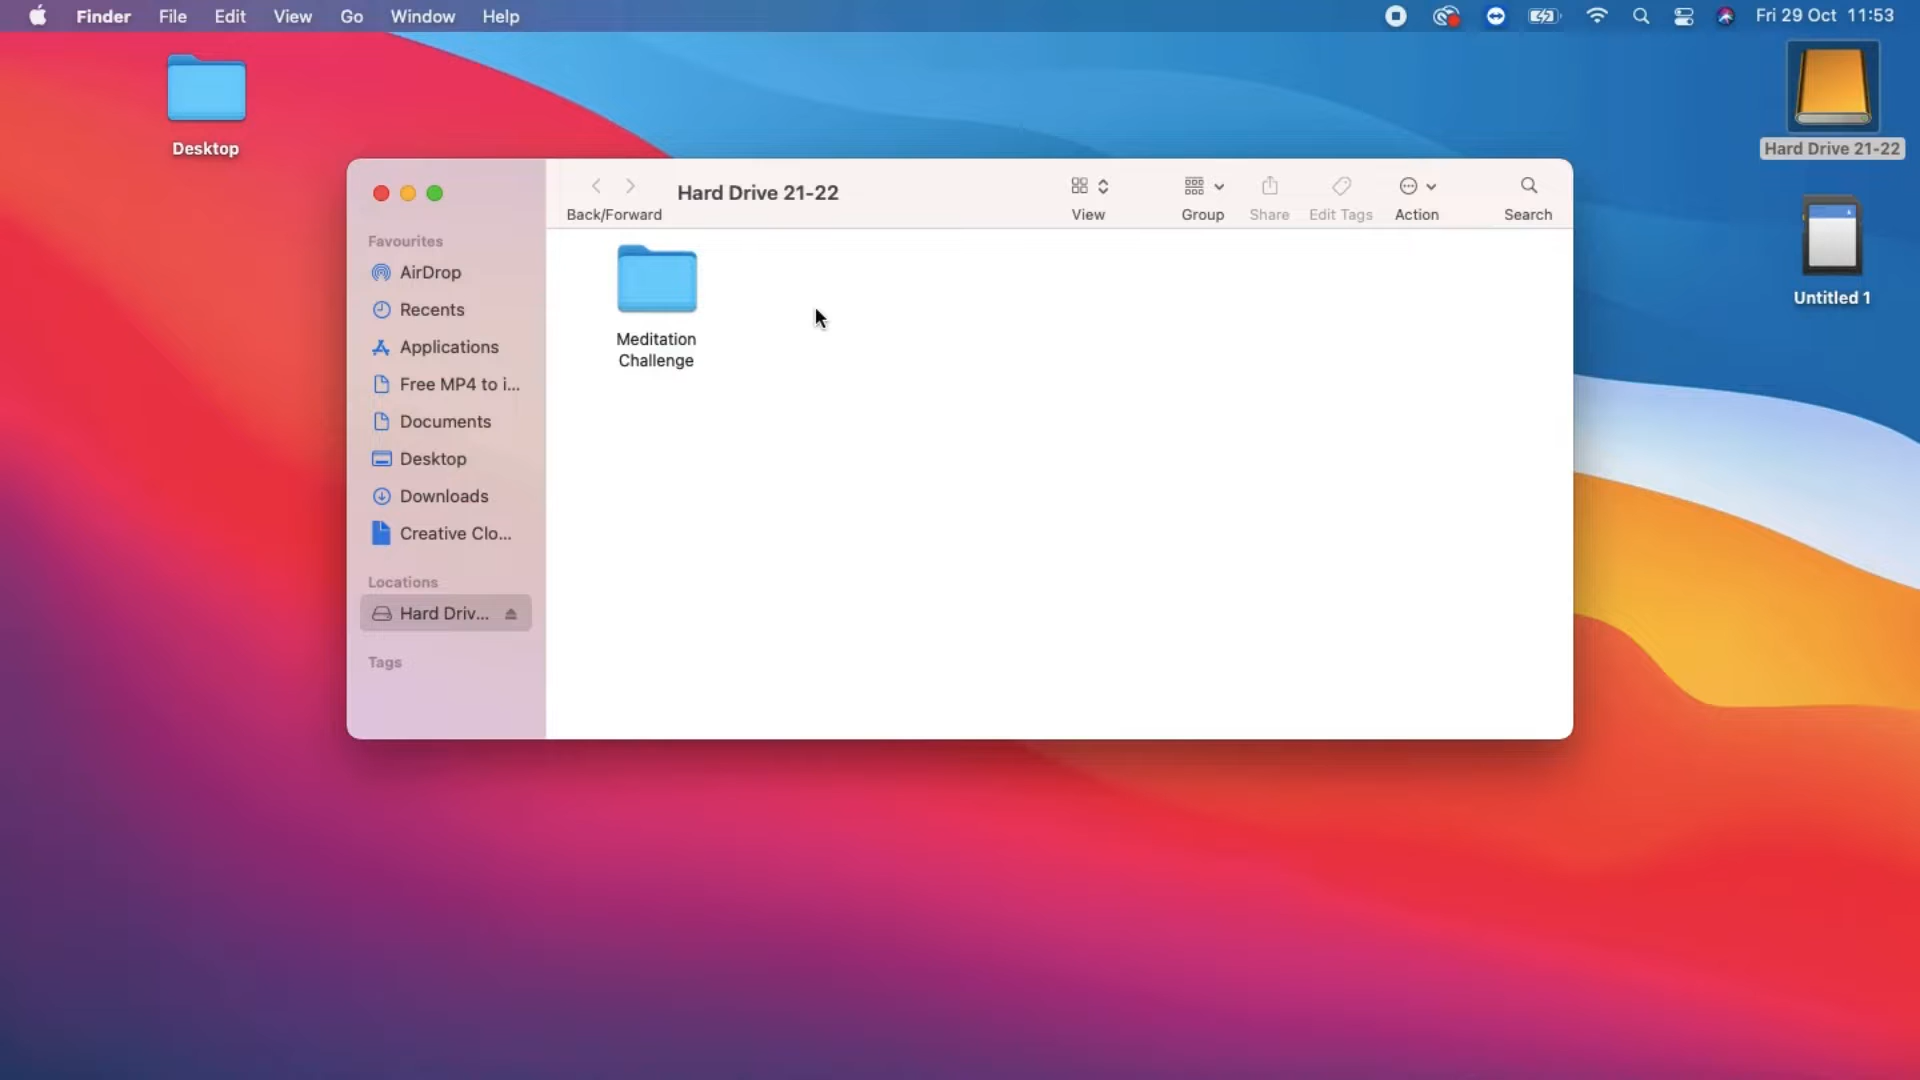 Finder File Edit View Go Window Help Fri 29 Oct 11:53
Desktop
Hard Drive 21-22
Untitled 1
Hard Drive 21-22
Back/Forward View Group Share Edit Tags Action Search
Favourites
AirDrop
Recents
Applications
Free MP4 to i...
Documents
Desktop
Downloads
Creative Clo...
Locations
Hard Driv...
Tags
Meditation
Challenge